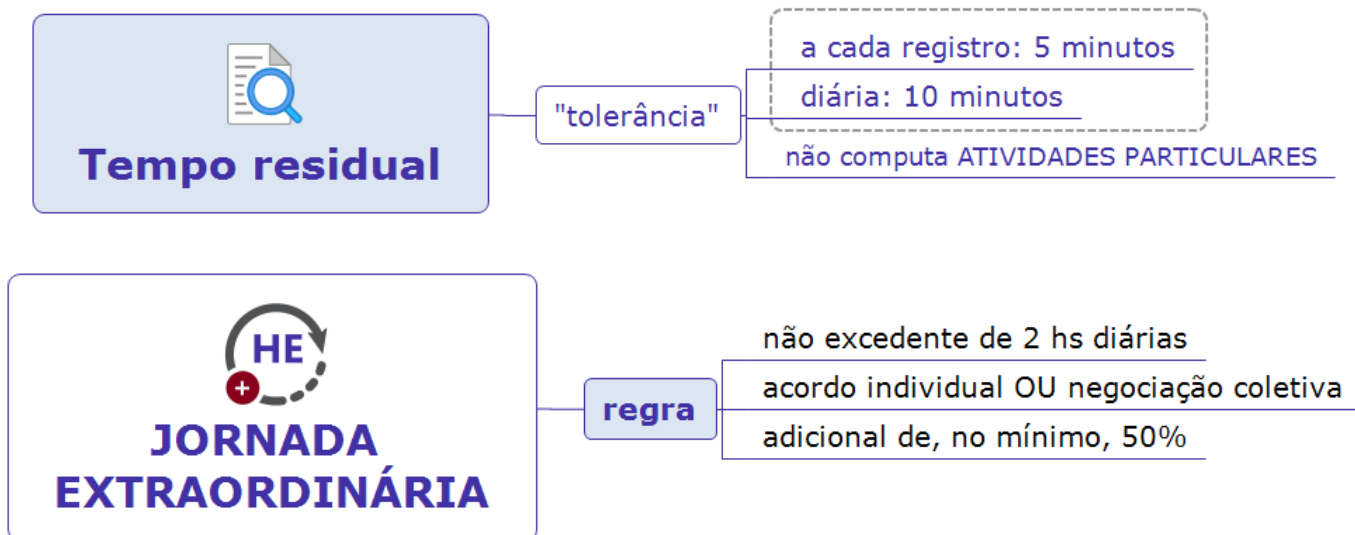 Tempo residual
"tolerância"
a cada registro: 5 minutos
diária: 10 minutos
não computa ATIVIDADES PARTICULARES
HE
+
JORNADA
EXTRAORDINÁRIA
regra
não excedente de 2 hs diárias
acordo individual OU negociação coletiva
adicional de, no mínimo, 50%